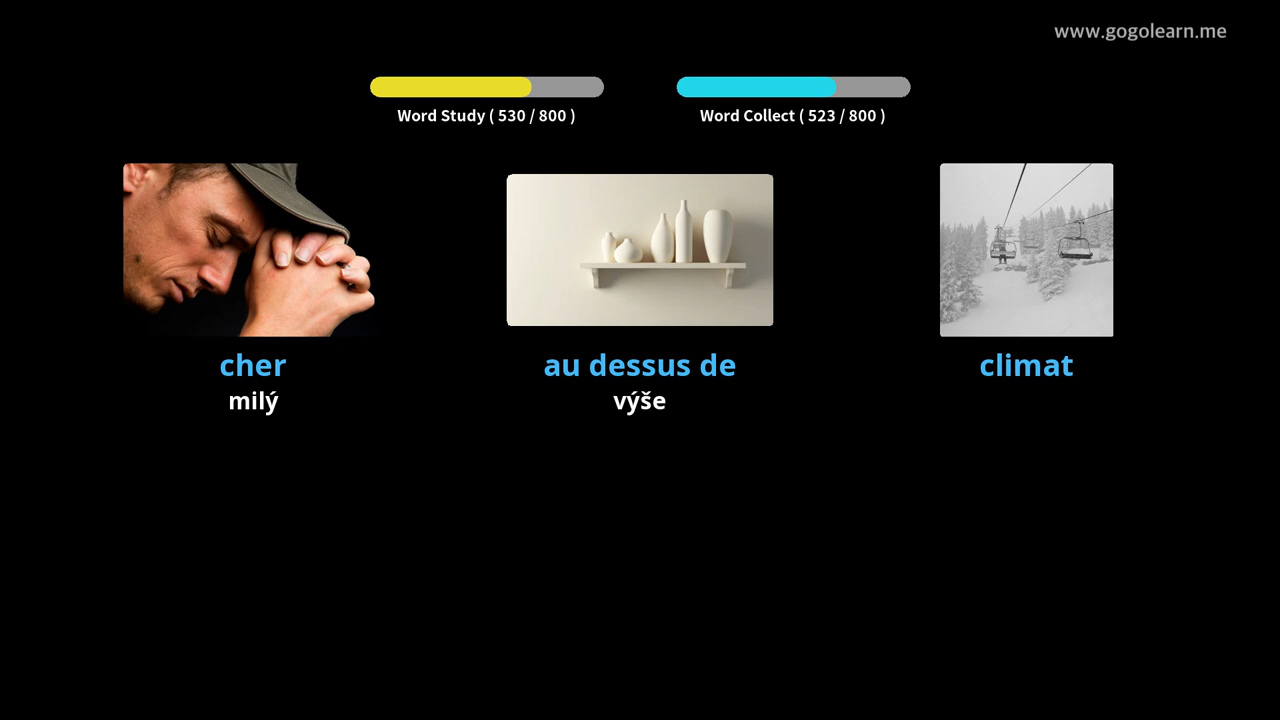 www.gogolearn.me
Word Study ( 530 / 800 )
Word Collect ( 523 / 800 )
cher
milý
au dessus de
výše
climat